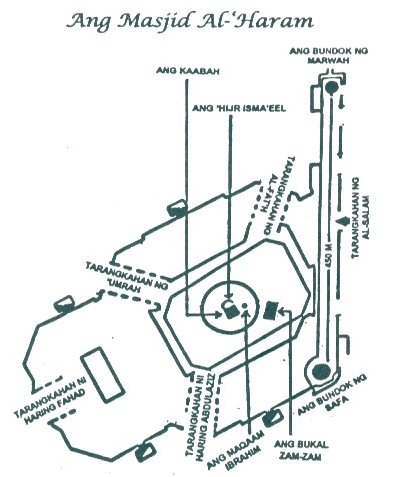 Ang Masjid Al-'Haram
ANG BUNDOK NG
MARWAH
ANG KAABAH
ANG 'HIJR ISMA'EEL
TARANGKAHAN NG
AL-FAT'H
TARANGKAHAN NG
AL-SALAM
450 M
TARANGKAHAN NG
'UMRAH
TARANGKAHAN NI
HARING FAHAD
TARANGKAHAN NI
HARING ABDULAZIZ
ANG MAQAAM
IBRAHIM
ANG BUKAL
ZAM-ZAM
ANG BUNDOK NG
SAFA